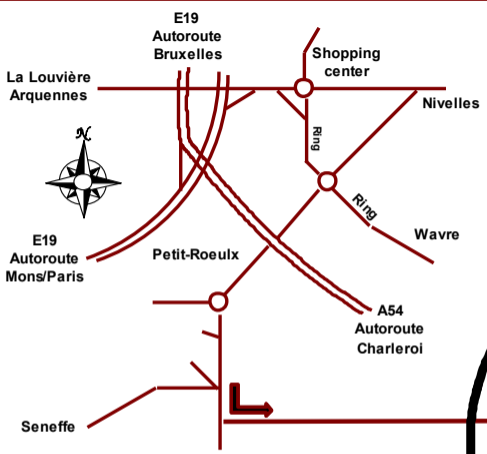 E19
Autoroute
Bruxelles
Shopping
center
La Louvière
Arquennes
Nivelles
Ring
N
Ring
Wavre
E19
Autoroute
Mons/Paris
Petit-Roeulx
A54
Autoroute
Charleroi
Seneffe